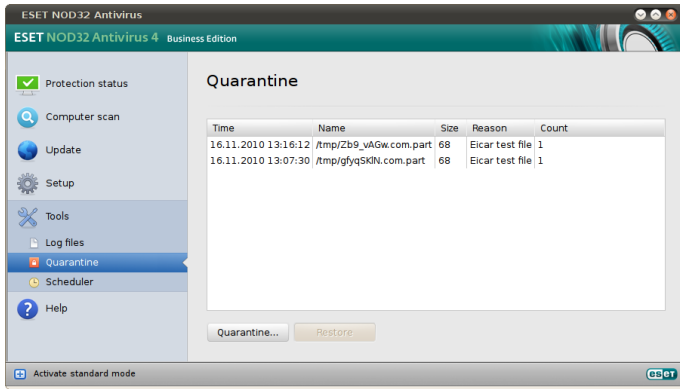 ESET NOD32 Antivirus
ESET NOD32 Antivirus 4 Business Edition
Protection status
Computer scan
Update
Setup
Tools
Log files
Quarantine
Scheduler
Help
Quarantine
Time Name Size Reason Count
16.11.2010 13:16:12 /tmp/Zb9_vAGw.com.part 68 Eicar test file 1
16.11.2010 13:07:30 /tmp/gfyqSKlN.com.part 68 Eicar test file 1
Quarantine... Restore
Activate standard mode
eseT